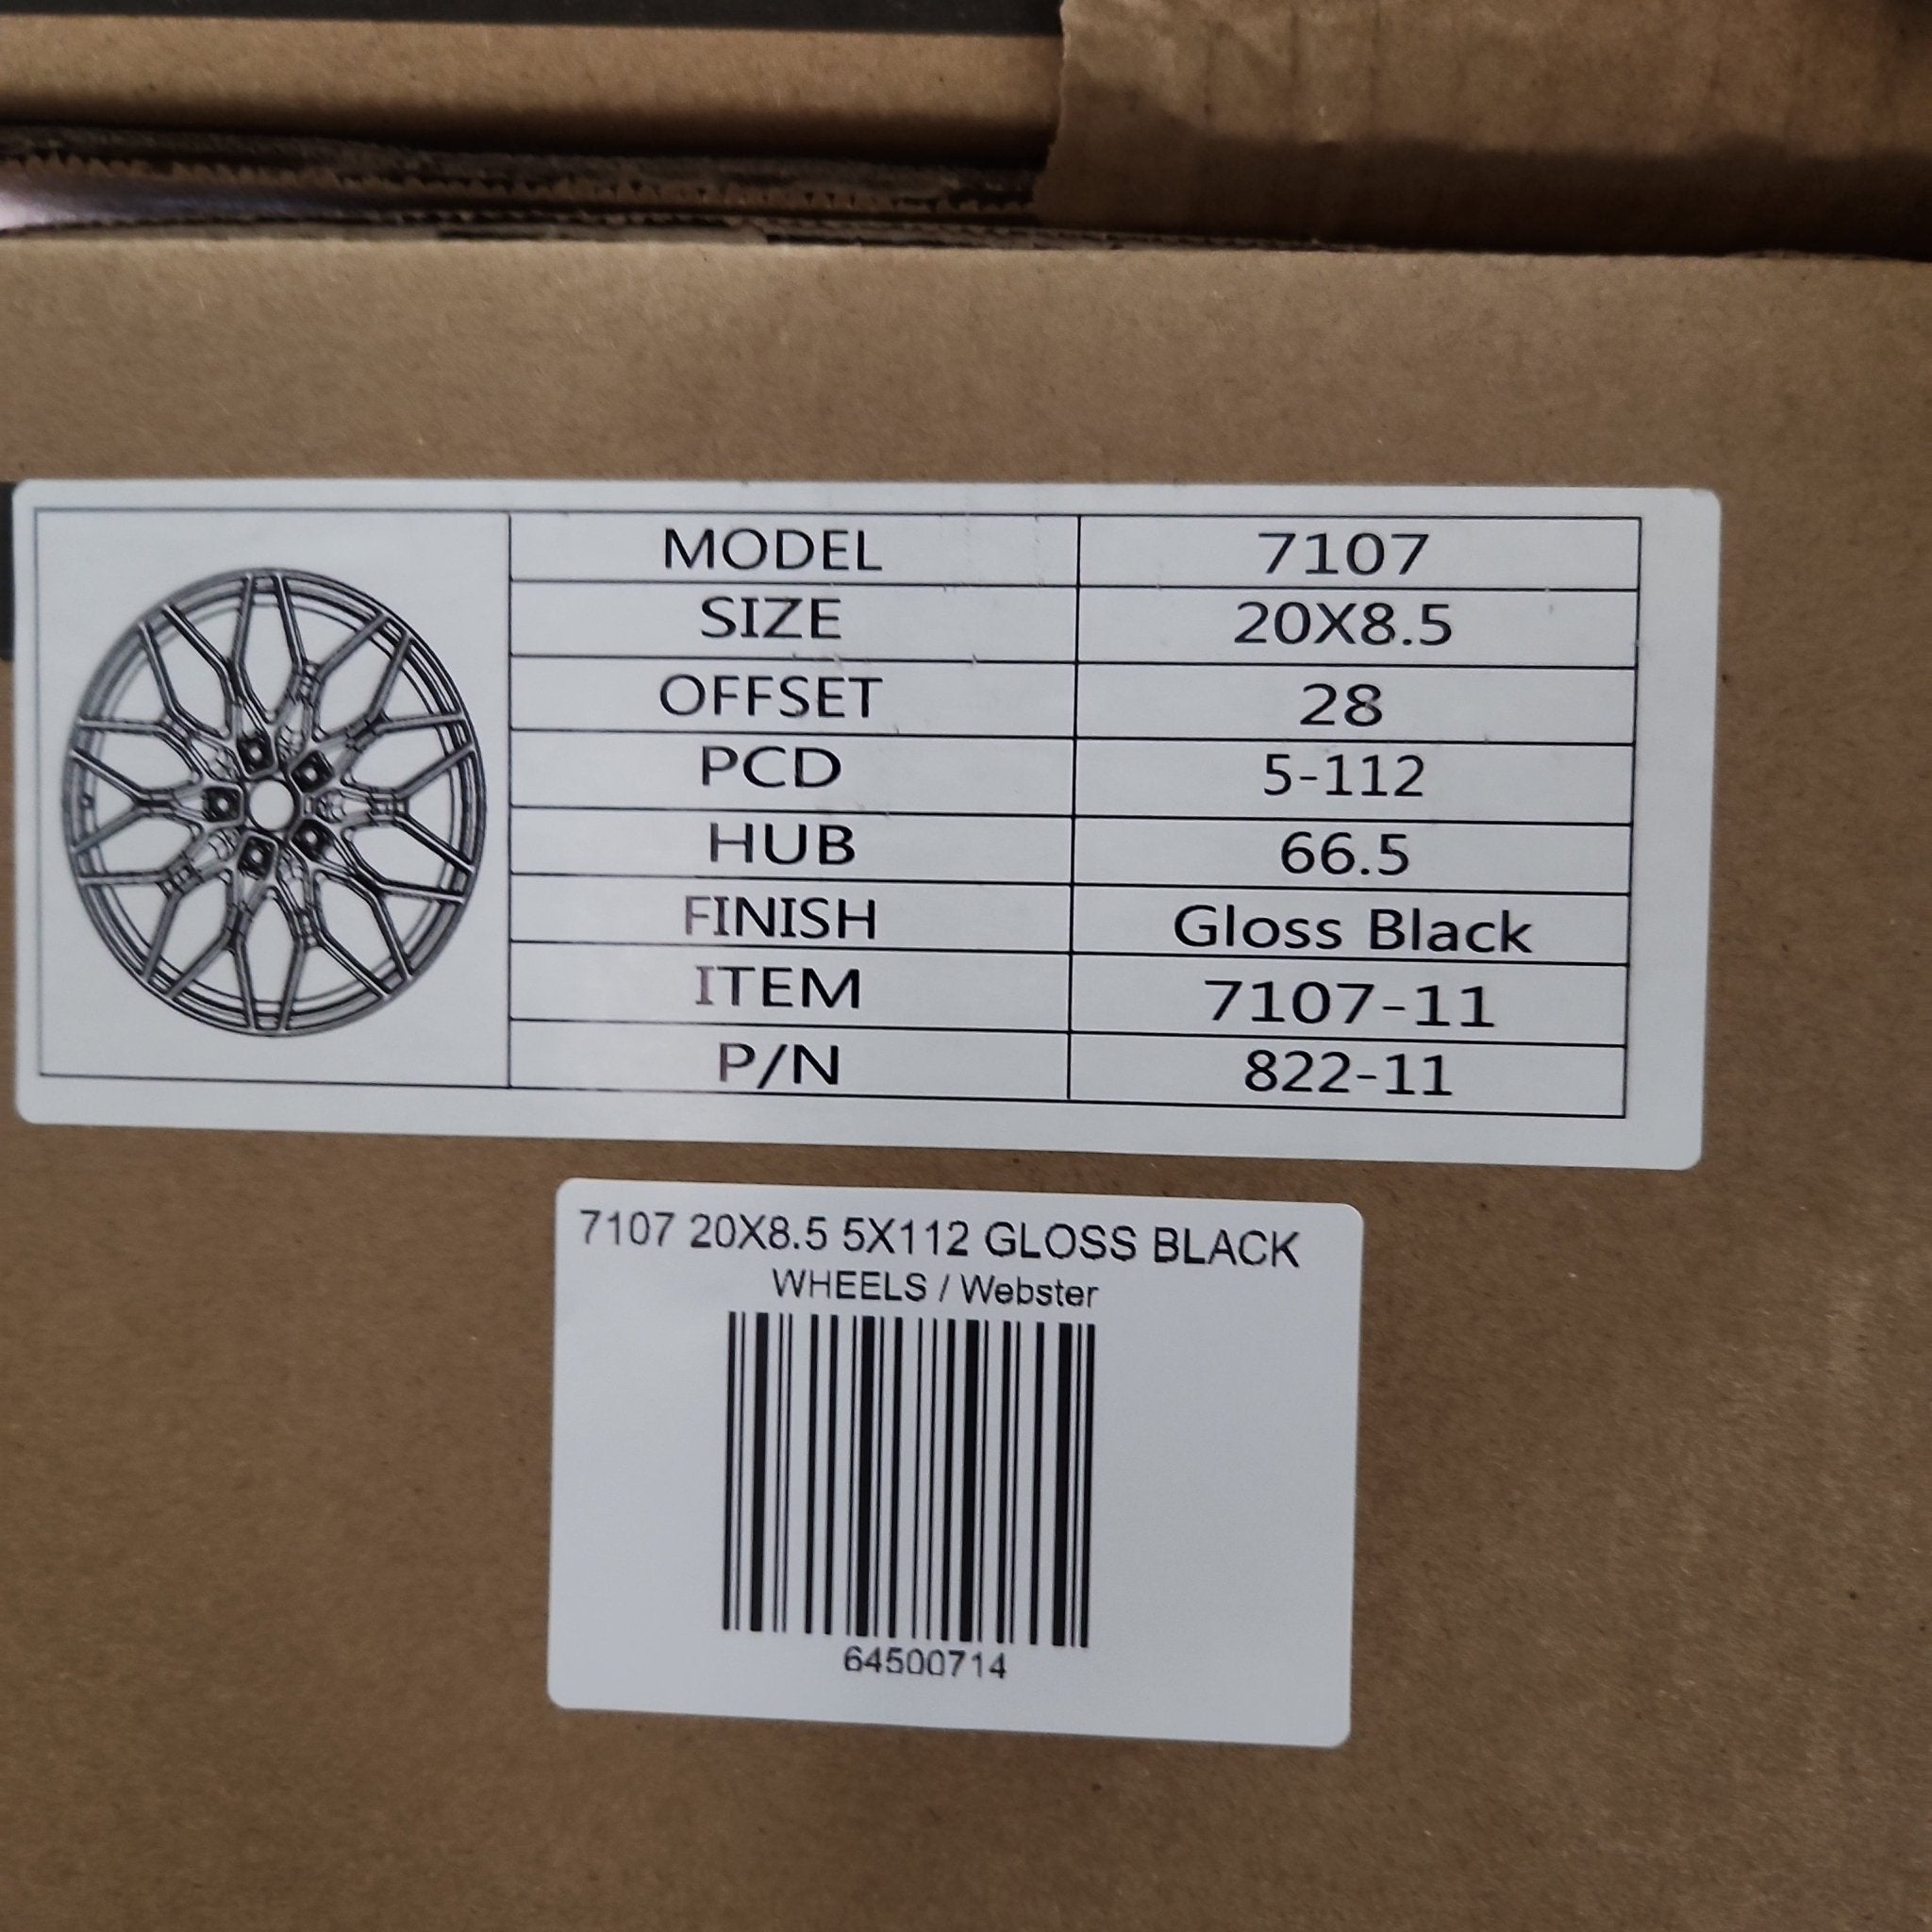 MODEL 7107
SIZE 20X8.5
OFFSET 28
PCD 5-112
HUB 66.5
FINISH Gloss Black
ITEM 7107-11
P/N 822-11
7107 20X8.5 5X112 GLOSS BLACK
WHEELS / Webster
64500714